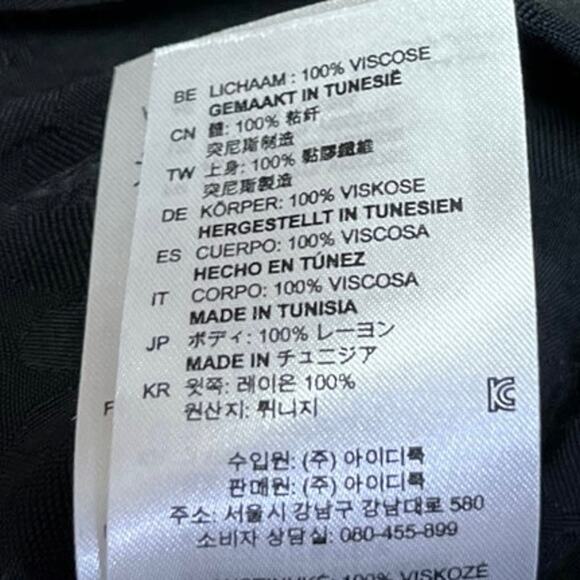 BE LICHAAM : 100% VISCOSE
GEMAAKT IN TUNESIË
CN 體: 100% 粘纤
突尼斯制造
TW 上身: 100% 黏膠纖維
突尼斯製造
DE KÖRPER: 100% VISKOSE
HERGESTELLT IN TUNESIEN
ES CUERPO: 100% VISCOSA
HECHO EN TÚNEZ
IT CORPO: 100% VISCOSA
MADE IN TUNISIA
JP ボディ: 100% レーヨン
MADE IN チュニジア
KR 윗쪽: 레이온 100%
원산지: 튀니지
수입원: (주) 아이디룩
판매원: (주) 아이디룩
주소: 서울시 강남구 강남대로 580
소비자 상담실: 080-455-899
100% VISKOZĖ